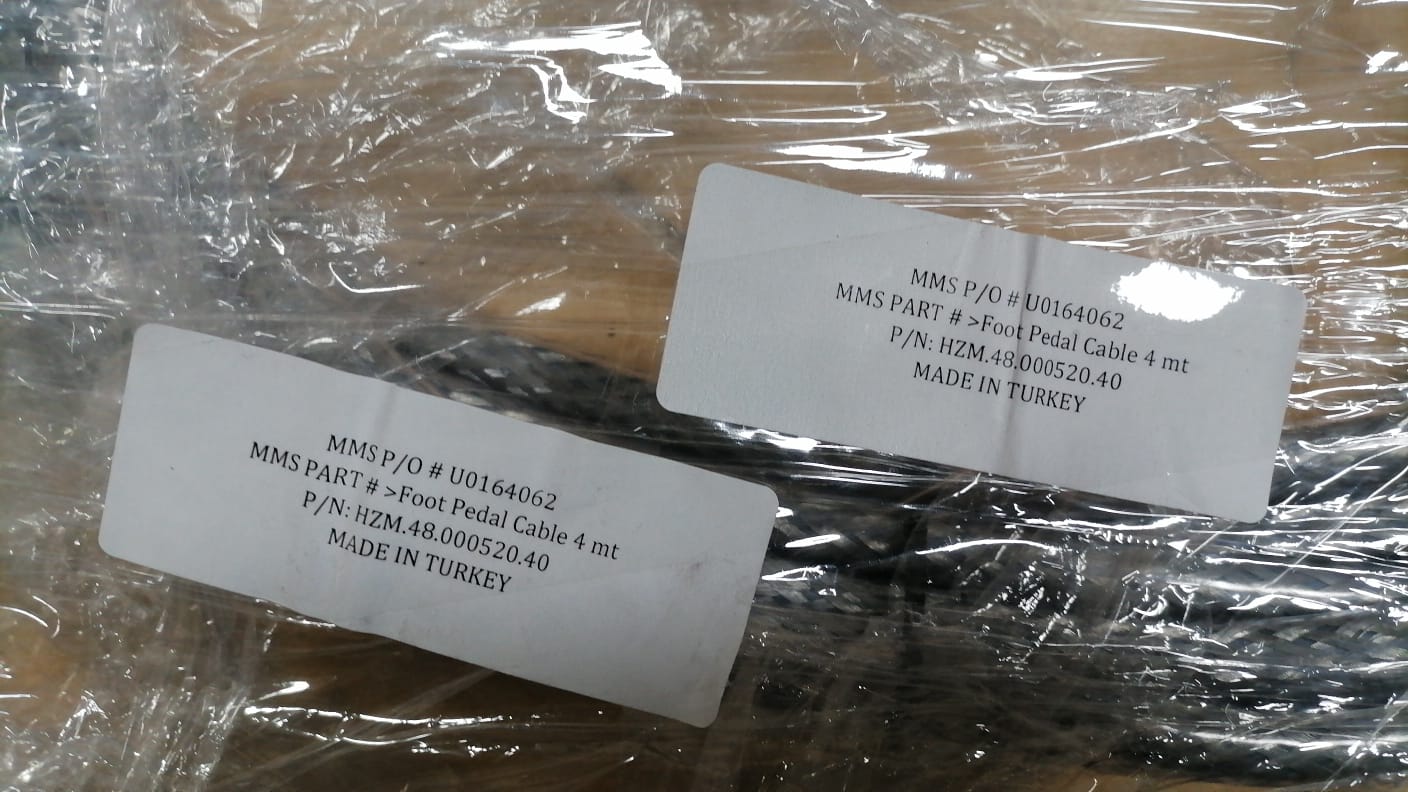 MMS P/O # U0164062
MMS PART # >Foot Pedal Cable 4 mt
P/N: HZM.48.000520.40
MADE IN TURKEY
MMS P/O # U0164062
MMS PART # >Foot Pedal Cable 4 mt
P/N: HZM.48.000520.40
MADE IN TURKEY